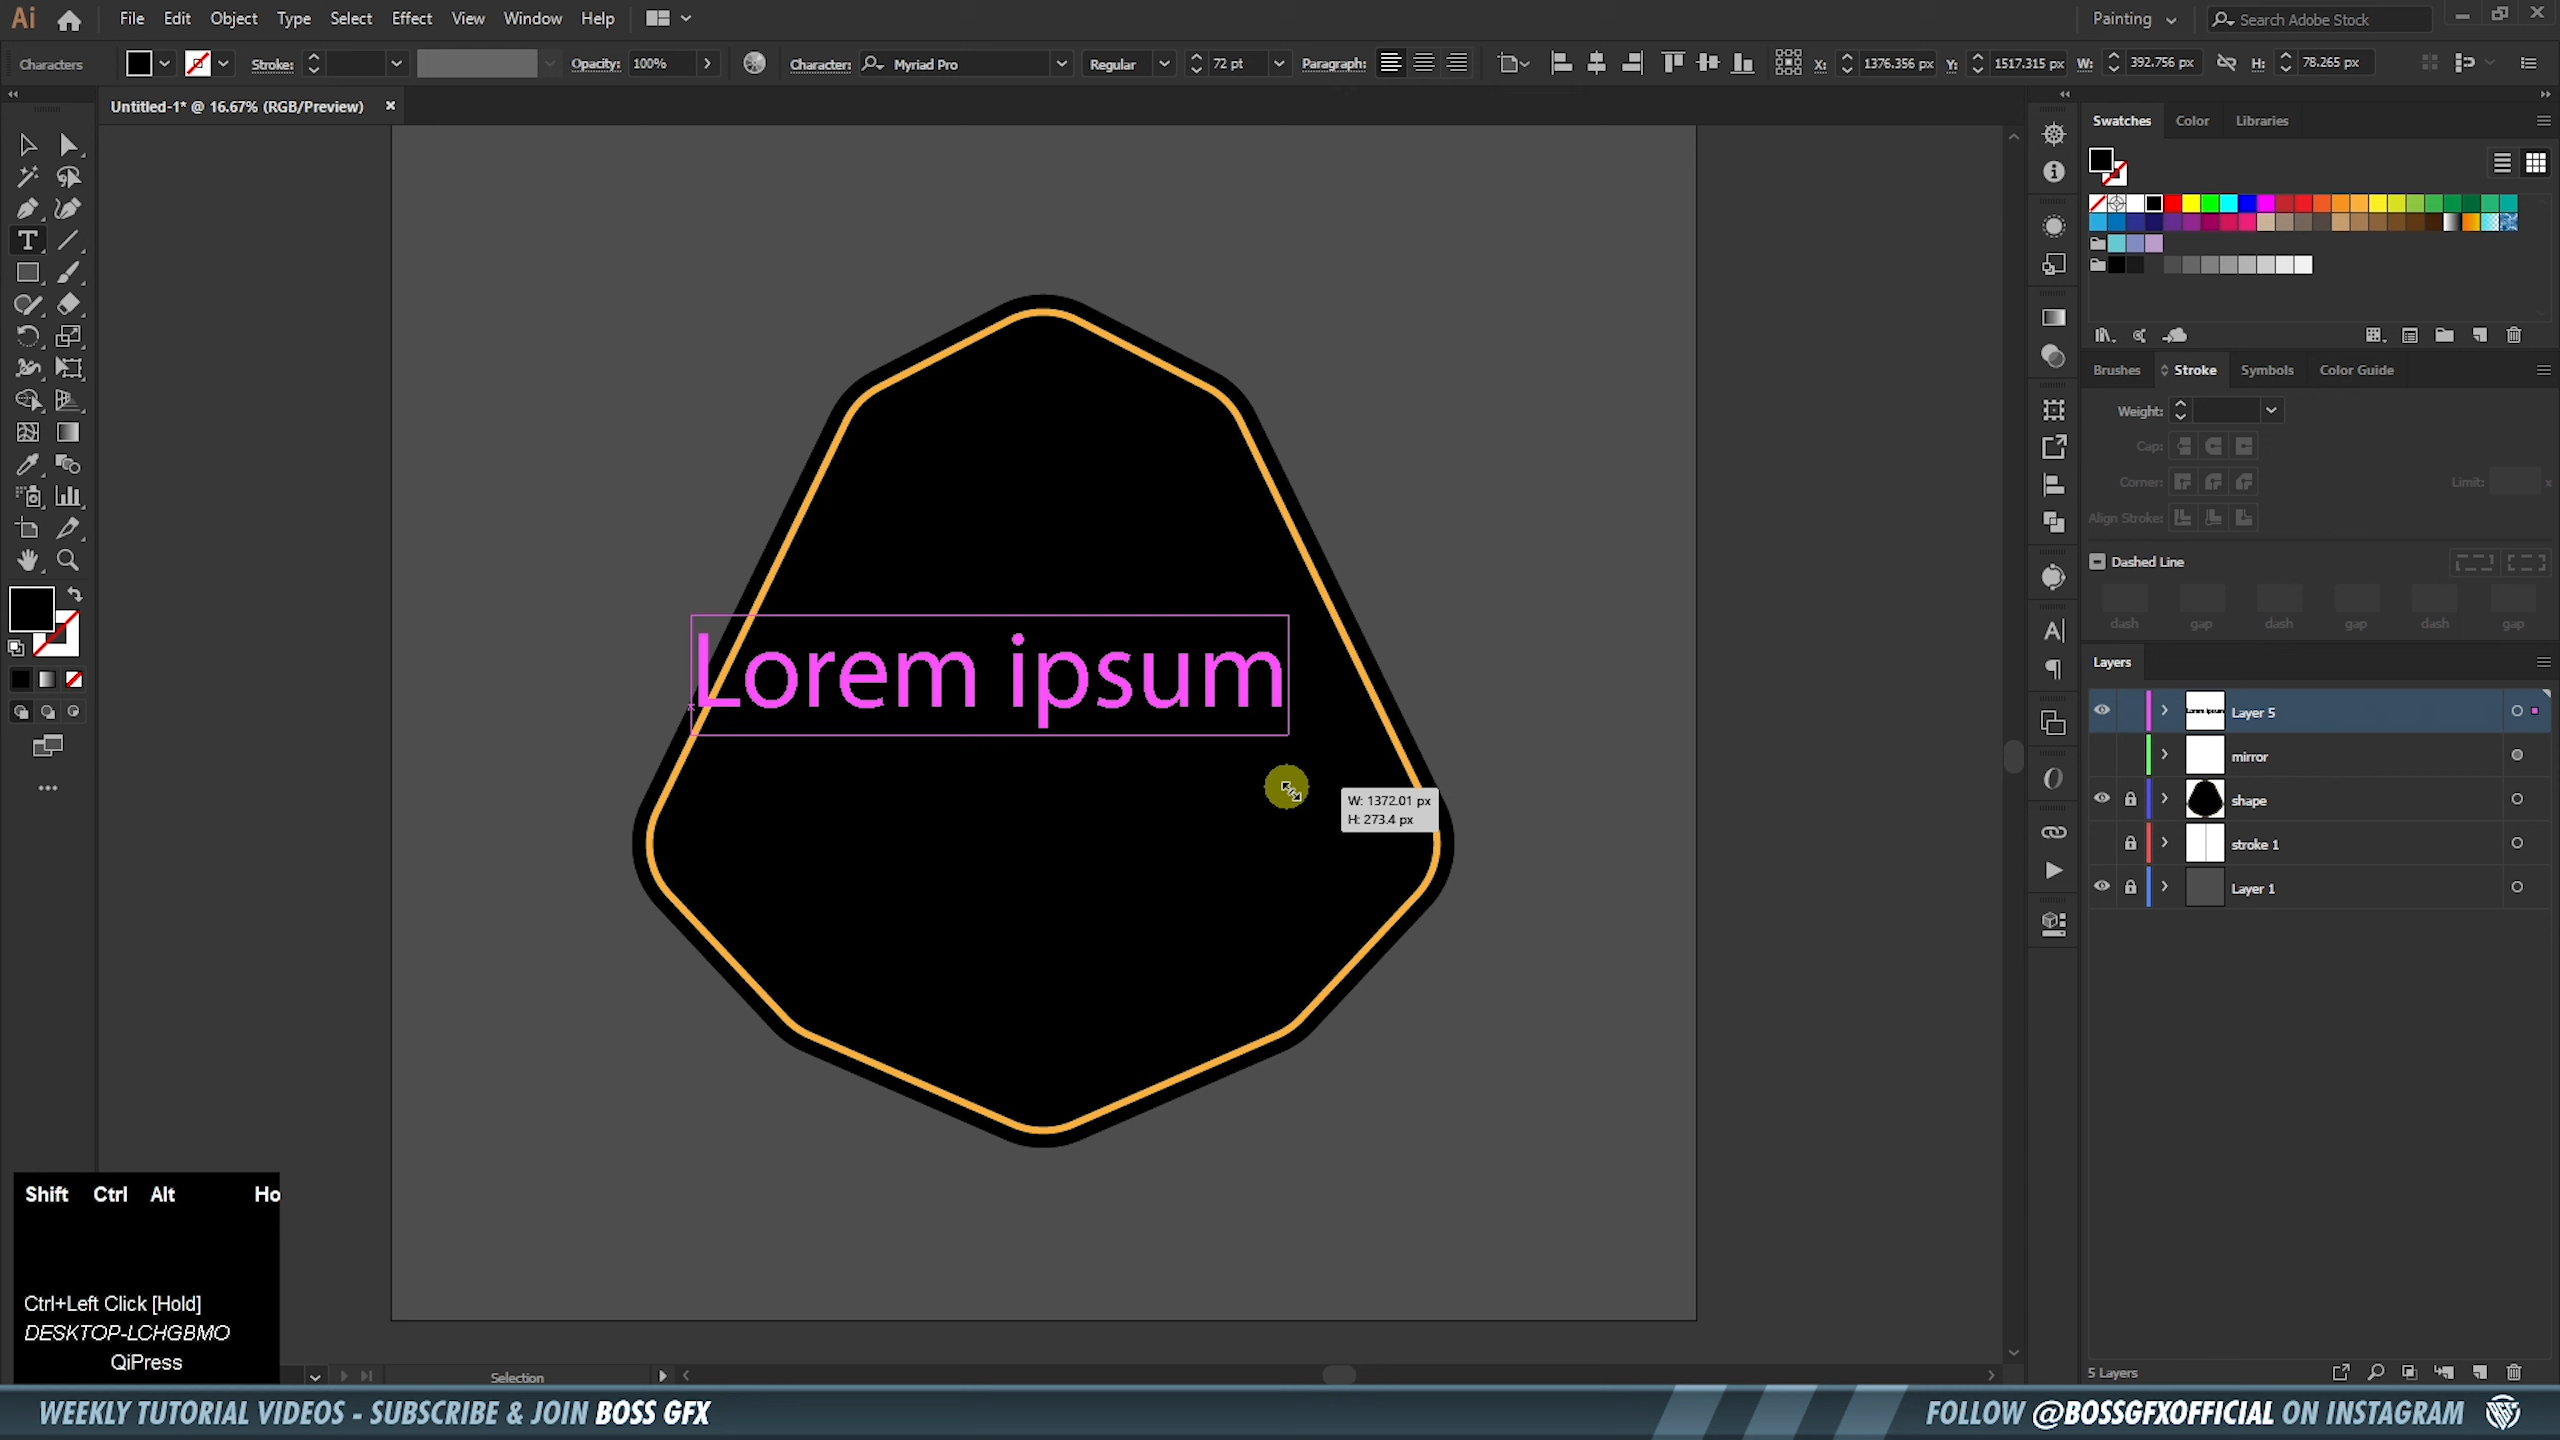 Ai File Edit Object Type Select Effect View Window Help Painting Search Adobe Stock
Characters Stroke: Opacity: 100% Character: Myriad Pro Regular 72 pt Paragraph: X: 1376.356 px Y: 1517.315 px W: 392.756 px H: 78.265 px
Untitled-1* @ 16.67% (RGB/Preview)
Swatches Color Libraries
Brushes Stroke Symbols Color Guide
Weight:
Cap:
Corner: Limit: x
Align Stroke:
Dashed Line
dash gap dash gap dash gap
Lorem ipsum
W: 1372.01 px
H: 273.4 px
Layers
Layer 5
mirror
shape
stroke 1
Layer 1
5 Layers
Shift Ctrl Alt Ho
Ctrl+Left Click [Hold]
DESKTOP-LCHGBMO
QiPress
Selection
WEEKLY TUTORIAL VIDEOS - SUBSCRIBE & JOIN BOSS GFX
FOLLOW @BOSSGFXOFFICIAL ON INSTAGRAM